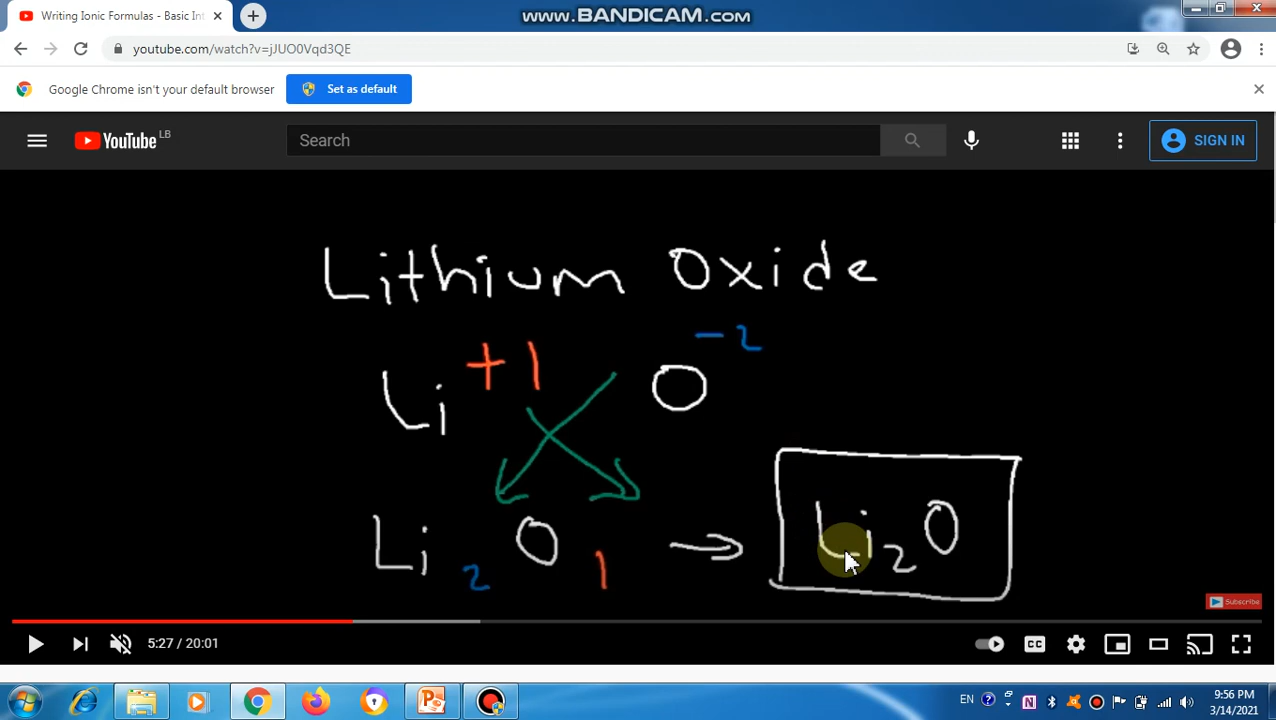 Writing Ionic Formulas - Basic Int
www.BANDICAM.com
youtube.com/watch?v=jJUO0Vqd3QE
Google Chrome isn't your default browser
Set as default
YouTube LB
Search
SIGN IN
Lithium Oxide
Li +1 O -2
Li 2 O 1 → Li2O
Subscribe
5:27 / 20:01
CC
EN
9:56 PM
3/14/2021